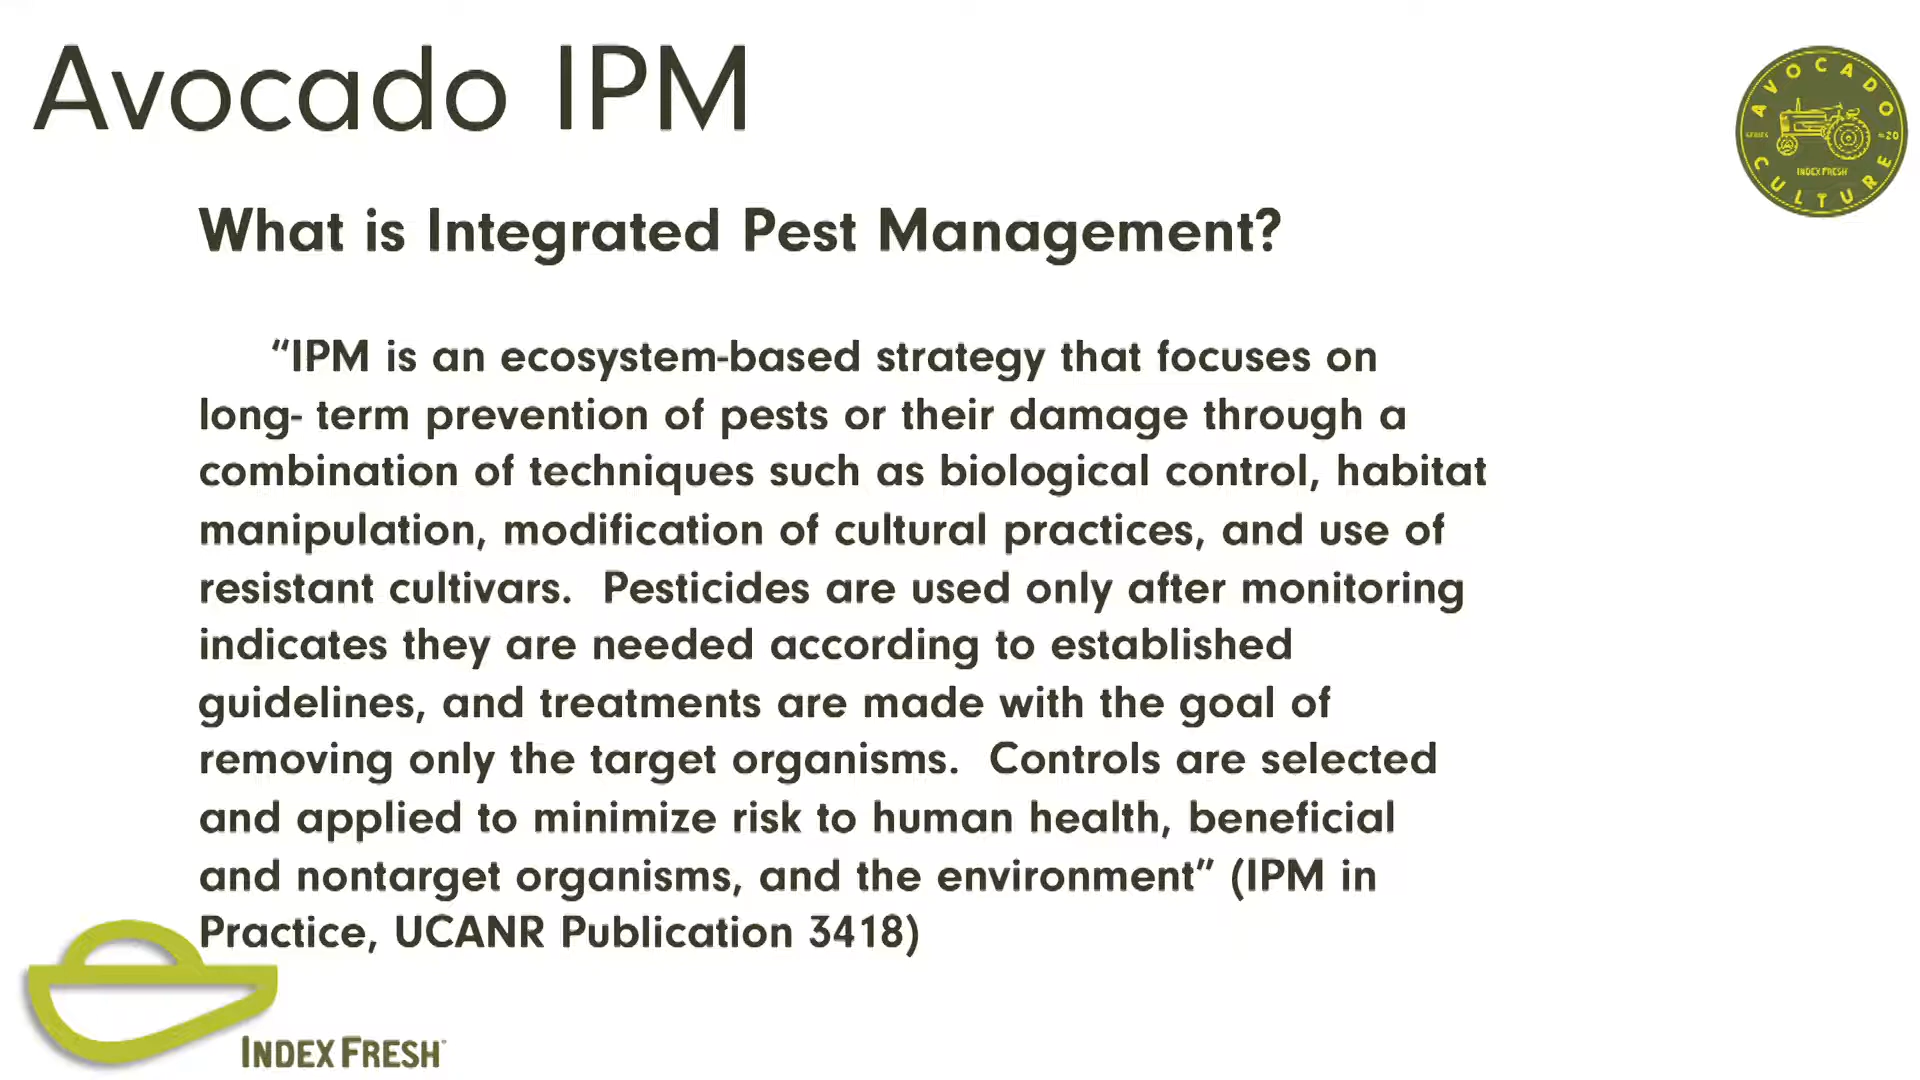 Avocado IPM
AVOCADO
SERIES
20
INDEX FRESH
CULTURE
What is Integrated Pest Management?
“IPM is an ecosystem-based strategy that focuses on
long- term prevention of pests or their damage through a
combination of techniques such as biological control, habitat
manipulation, modification of cultural practices, and use of
resistant cultivars.  Pesticides are used only after monitoring
indicates they are needed according to established
guidelines, and treatments are made with the goal of
removing only the target organisms.  Controls are selected
and applied to minimize risk to human health, beneficial
and nontarget organisms, and the environment” (IPM in
Practice, UCANR Publication 3418)
INDEX FRESH